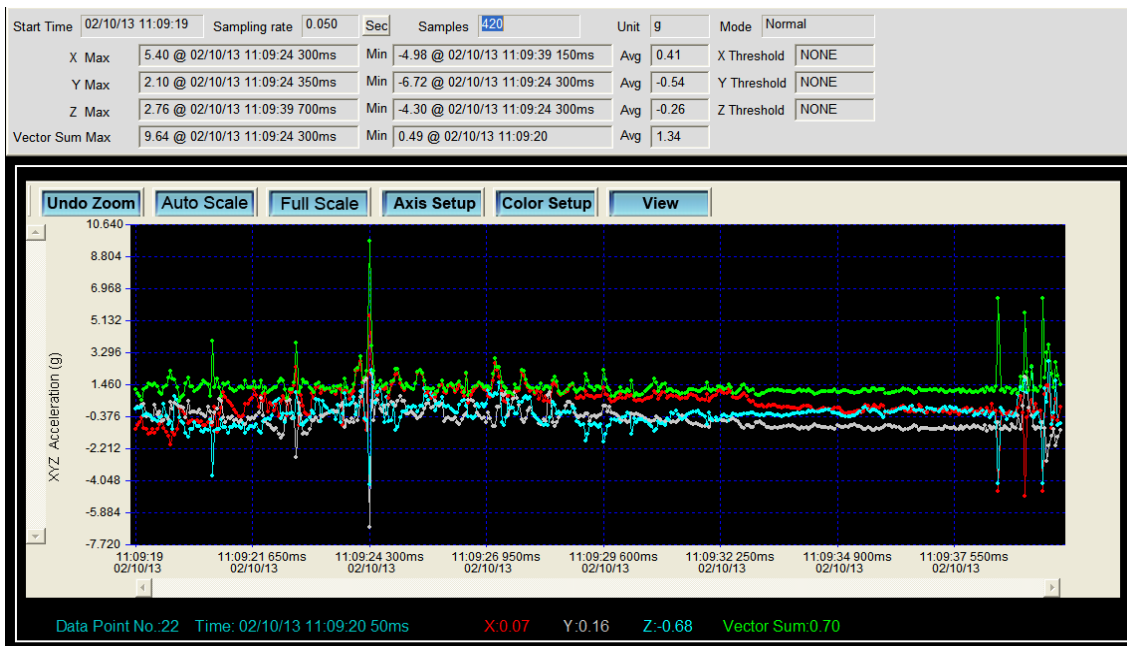 Start Time 02/10/13 11:09:19 Sampling rate 0.050 Sec Samples 420 Unit g Mode Normal
X Max 5.40 @ 02/10/13 11:09:24 300ms Min -4.98 @ 02/10/13 11:09:39 150ms Avg 0.41 X Threshold NONE
Y Max 2.10 @ 02/10/13 11:09:24 350ms Min -6.72 @ 02/10/13 11:09:24 300ms Avg -0.54 Y Threshold NONE
Z Max 2.76 @ 02/10/13 11:09:39 700ms Min -4.30 @ 02/10/13 11:09:24 300ms Avg -0.26 Z Threshold NONE
Vector Sum Max 9.64 @ 02/10/13 11:09:24 300ms Min 0.49 @ 02/10/13 11:09:20 Avg 1.34
Undo Zoom Auto Scale Full Scale Axis Setup Color Setup View
10.640
8.804
6.968
5.132
3.296
1.460
-0.376
-2.212
-4.048
-5.884
-7.720
XYZ Acceleration (g)
11:09:19 11:09:21 650ms 11:09:24 300ms 11:09:26 950ms 11:09:29 600ms 11:09:32 250ms 11:09:34 900ms 11:09:37 550ms
02/10/13 02/10/13 02/10/13 02/10/13 02/10/13 02/10/13 02/10/13 02/10/13
Data Point No.:22 Time: 02/10/13 11:09:20 50ms X:0.07 Y:0.16 Z:-0.68 Vector Sum:0.70